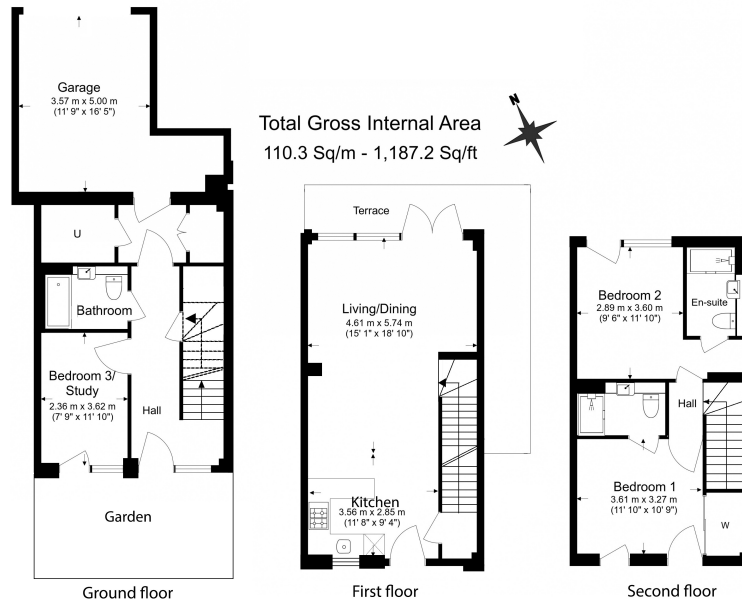 Garage
3.57 m x 5.00 m
(11' 9" x 16' 5")
Total Gross Internal Area
110.3 Sq/m - 1,187.2 Sq/ft
N
U
Bathroom
Bedroom 3/
Study
2.36 m x 3.62 m
(7' 9" x 11' 10")
Hall
Garden
Ground floor
Terrace
Living/Dining
4.61 m x 5.74 m
(15' 1" x 18' 10")
Kitchen
3.56 m x 2.85 m
(11' 8" x 9' 4")
First floor
Bedroom 2
2.89 m x 3.60 m
(9' 6" x 11' 10")
En-suite
Hall
Bedroom 1
3.61 m x 3.27 m
(11' 10" x 10' 9")
W
Second floor